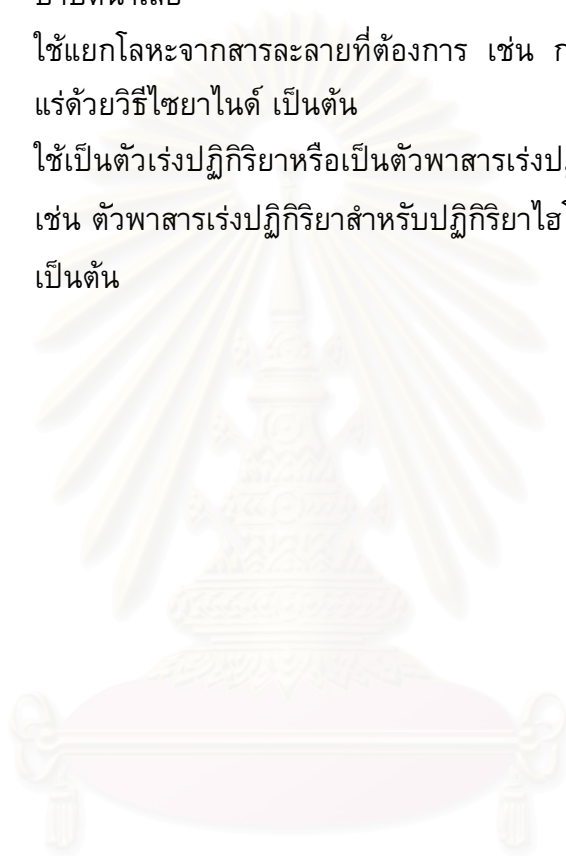 ใช้แยกโลหะจากสารละลายที่ต้องการ เช่น
แร่ด้วยวิธีไซยาไนด์ เป็นต้น
ใช้เป็นตัวเร่งปฏิกิริยาหรือเป็นตัวพาสารเร่งป
เช่น ตัวพาสารเร่งปฏิกิริยาสำหรับปฏิกิริยาไฮ
เป็นต้น